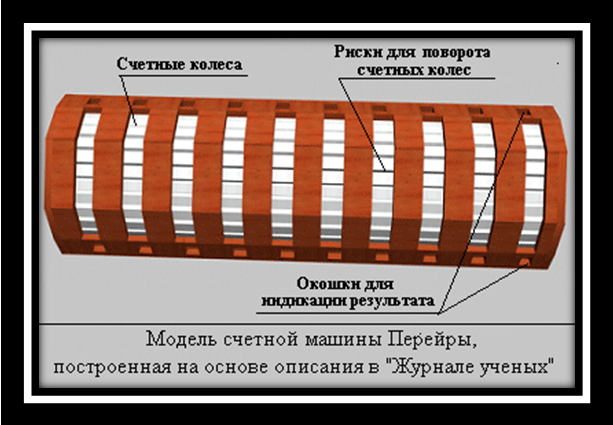 Счетные колеса
Риски для поворота
счетных колес
Окошки для
индикации результата
Модель счетной машины Перейры,
построенная на основе описания в "Журнале ученых"